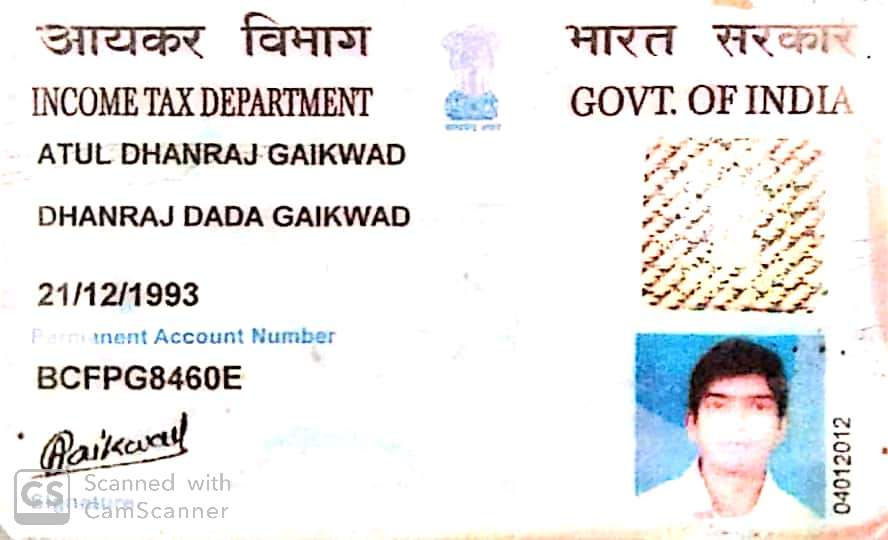 आयकर विभाग
भारत सरकार
INCOME TAX DEPARTMENT
GOVT. OF INDIA
ATUL DHANRAJ GAIKWAD
DHANRAJ DADA GAIKWAD
21/12/1993
Permanent Account Number
BCFPG8460E
Gaikwad
Signature
04012012
CS Scanned with
CamScanner